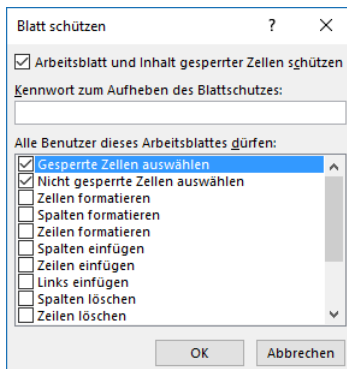 Blatt schützen ? ×
Arbeitsblatt und Inhalt gesperrter Zellen schützen
Kennwort zum Aufheben des Blattschutzes:
Alle Benutzer dieses Arbeitsblattes dürfen:
Gesperrte Zellen auswählen
Nicht gesperrte Zellen auswählen
Zellen formatieren
Spalten formatieren
Zeilen formatieren
Spalten einfügen
Zeilen einfügen
Links einfügen
Spalten löschen
Zeilen löschen
OK Abbrechen